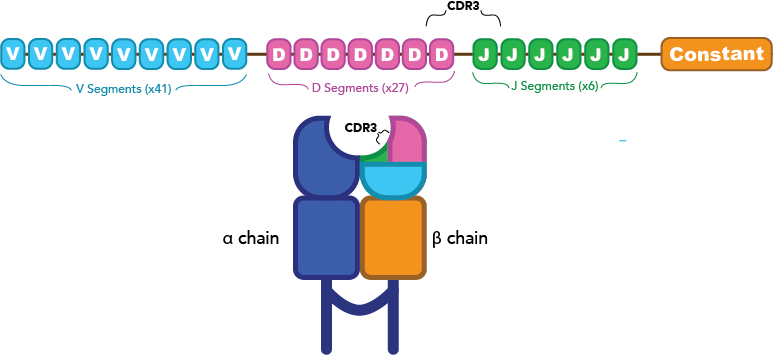 CDR3
V V V V V V V V V D D D D D D D J J J J J J Constant
V Segments (x41) D Segments (x27) J Segments (x6)
CDR3
α chain β chain